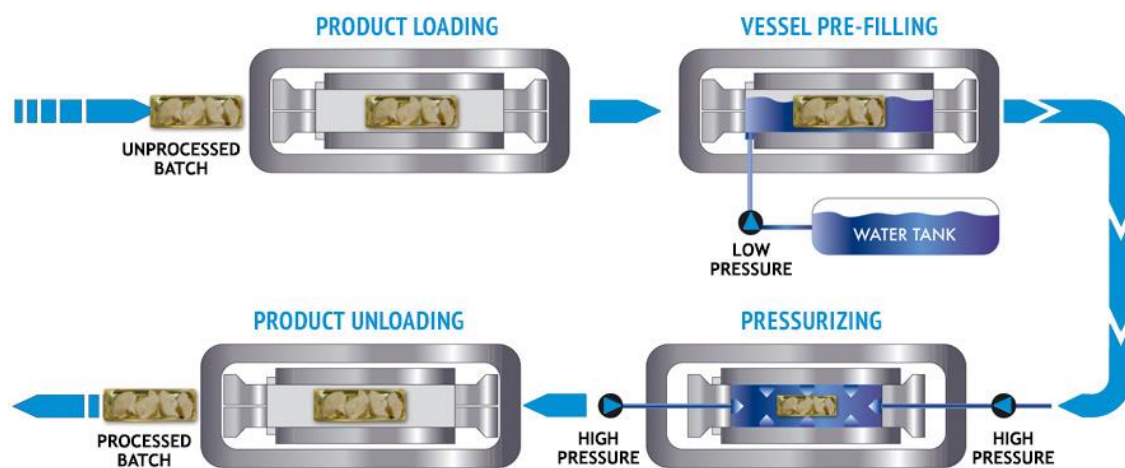 PRODUCT LOADING
VESSEL PRE-FILLING
UNPROCESSED
BATCH
WATER TANK
LOW
PRESSURE
PRODUCT UNLOADING
PRESSURIZING
PROCESSED
BATCH
HIGH
PRESSURE
HIGH
PRESSURE